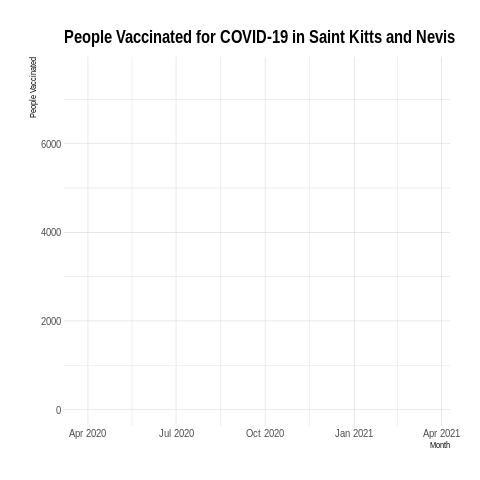 People Vaccinated for COVID-19 in Saint Kitts and Nevis
People Vaccinated
6000
4000
2000
0
Apr 2020 Jul 2020 Oct 2020 Jan 2021 Apr 2021
Month